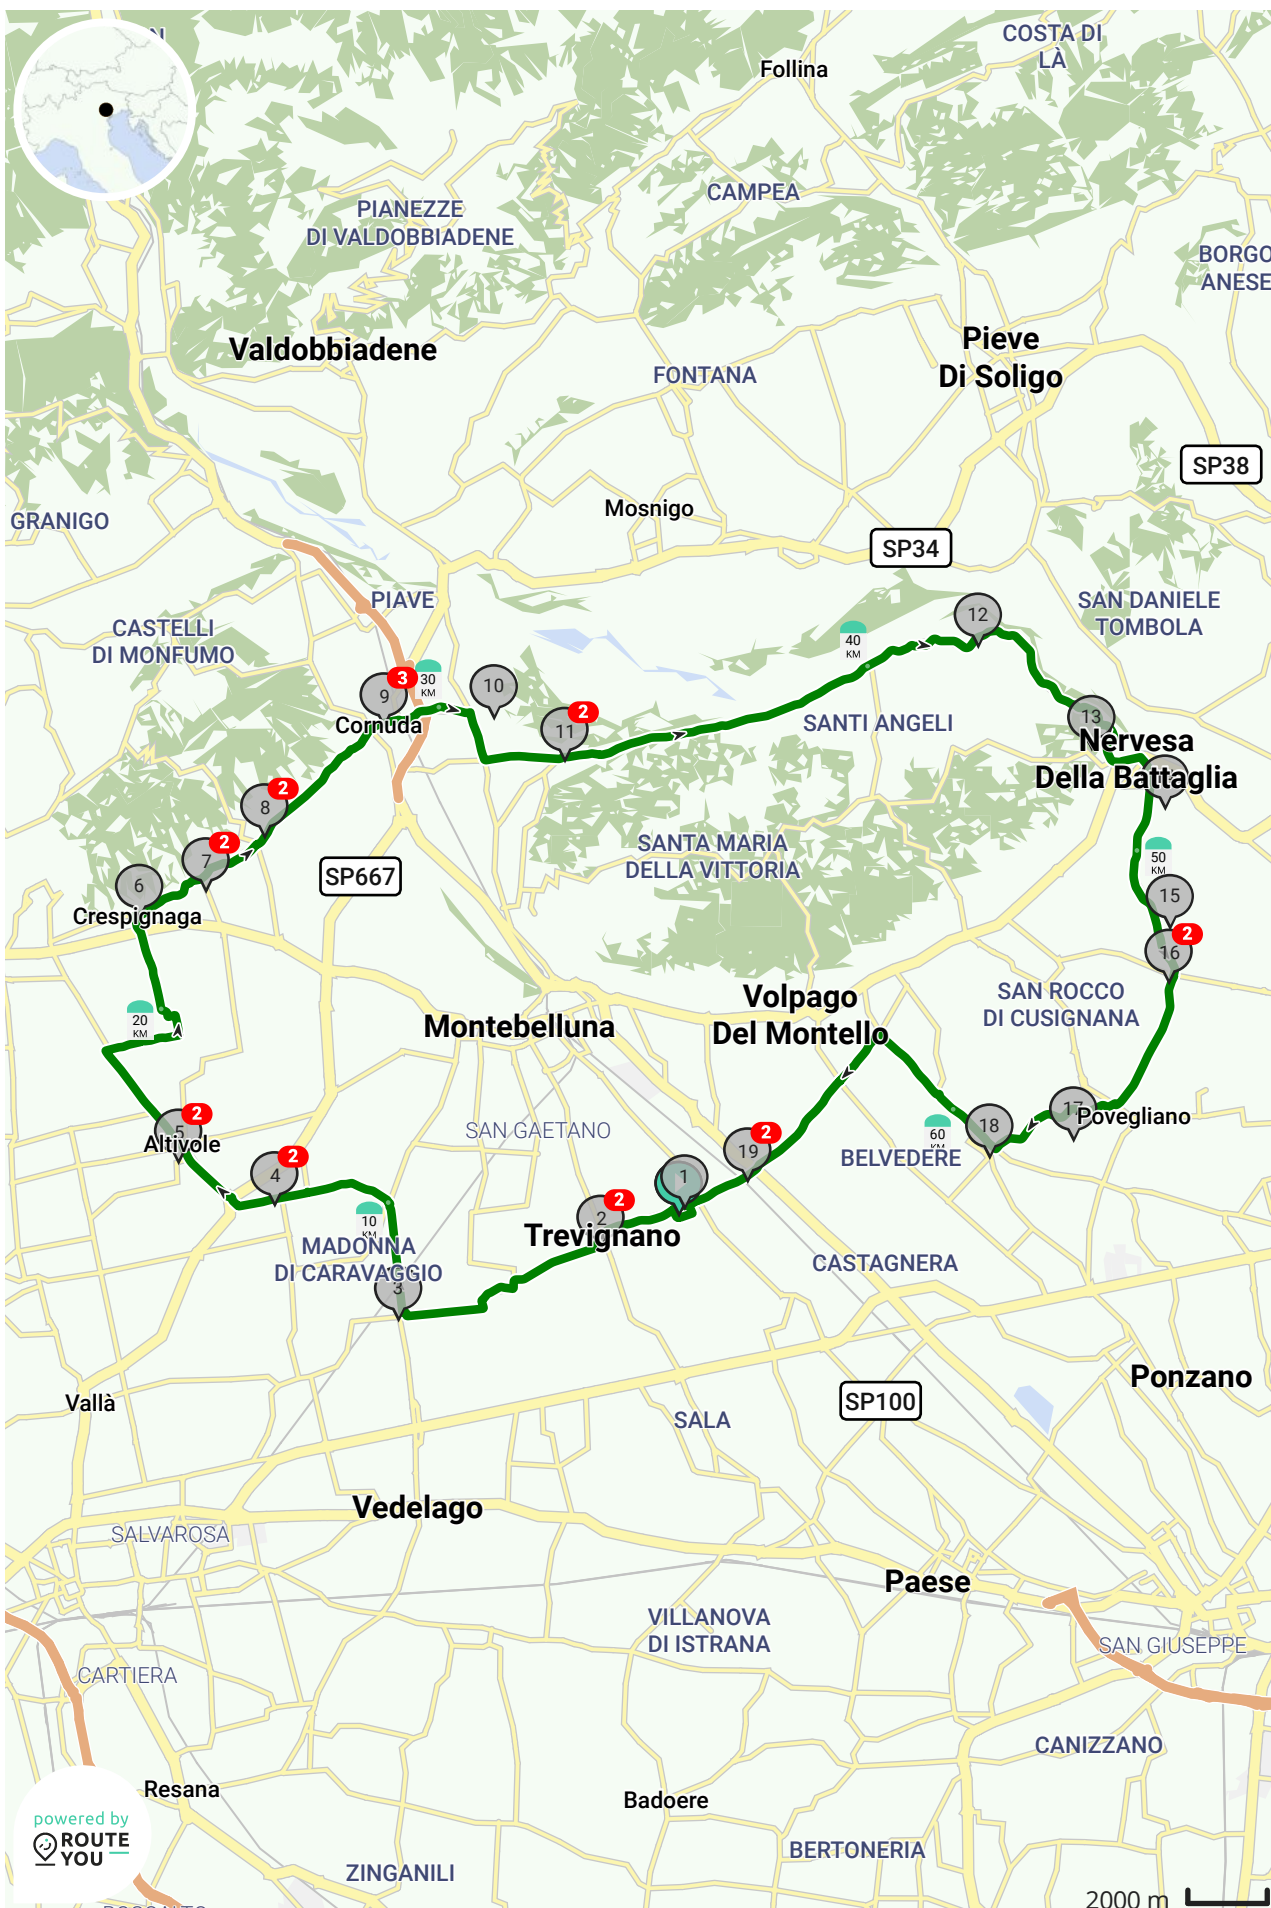 COSTA DI
LÀ
Follina
CAMPEA
PIANEZZE
DI VALDOBBIADENE
BORGO
ANESE
Valdobbiadene
Pieve
Di Soligo
FONTANA
SP38
Mosnigo
GRANIGO
SP34
PIAVE
SAN DANIELE
TOMBOLA
CASTELLI
DI MONFUMO
12
40
KM
3
30
KM
9
10
2
11
Cornuda
SANTI ANGELI
13
Nervesa
Della Battaglia
2
8
SANTA MARIA
DELLA VITTORIA
50
KM
2
7
SP667
6
15
Crespignaga
2
16
SAN ROCCO
DI CUSIGNANA
Volpago
Del Montello
20
KM
Montebelluna
2
5
Altivole
SAN GAETANO
17
Povegliano
18
60
KM
2
19
BELVEDERE
2
4
1
2
2
Trevignano
10
KM
MADONNA
DI CARAVAGGIO
3
CASTAGNERA
Ponzano
Vallà
SP100
SALA
Vedelago
SALVAROSA
Paese
VILLANOVA
DI ISTRANA
SAN GIUSEPPE
CARTIERA
CANIZZANO
Resana
Badoere
powered by
ROUTE
YOU
BERTONERIA
ZINGANILI
2000 m